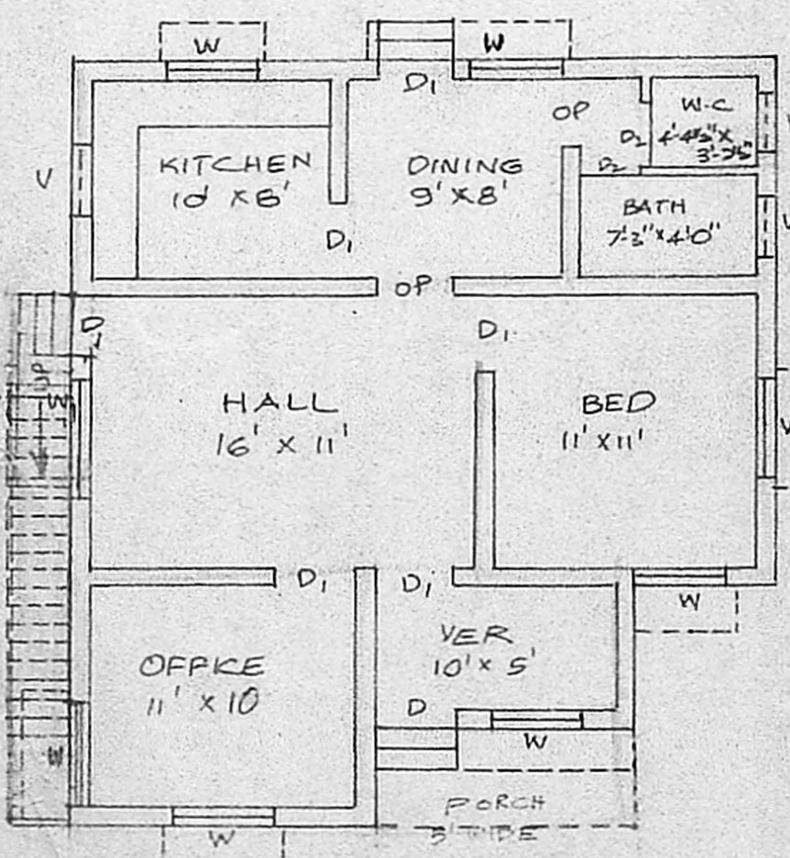 W
W
D1
OP
W.C
4'-4½" X
3'-7½"
V
D2
D2
V
KITCHEN
10' X 8'
DINING
9' X 8'
BATH
7'-3" X 4'-0"
V
D1
OP
D2
D1
UP
W
HALL
16' X 11'
BED
11' X 11'
D1
D1
W
VER
10' X 5'
OFFICE
11' X 10
D
W
W
PORCH
W